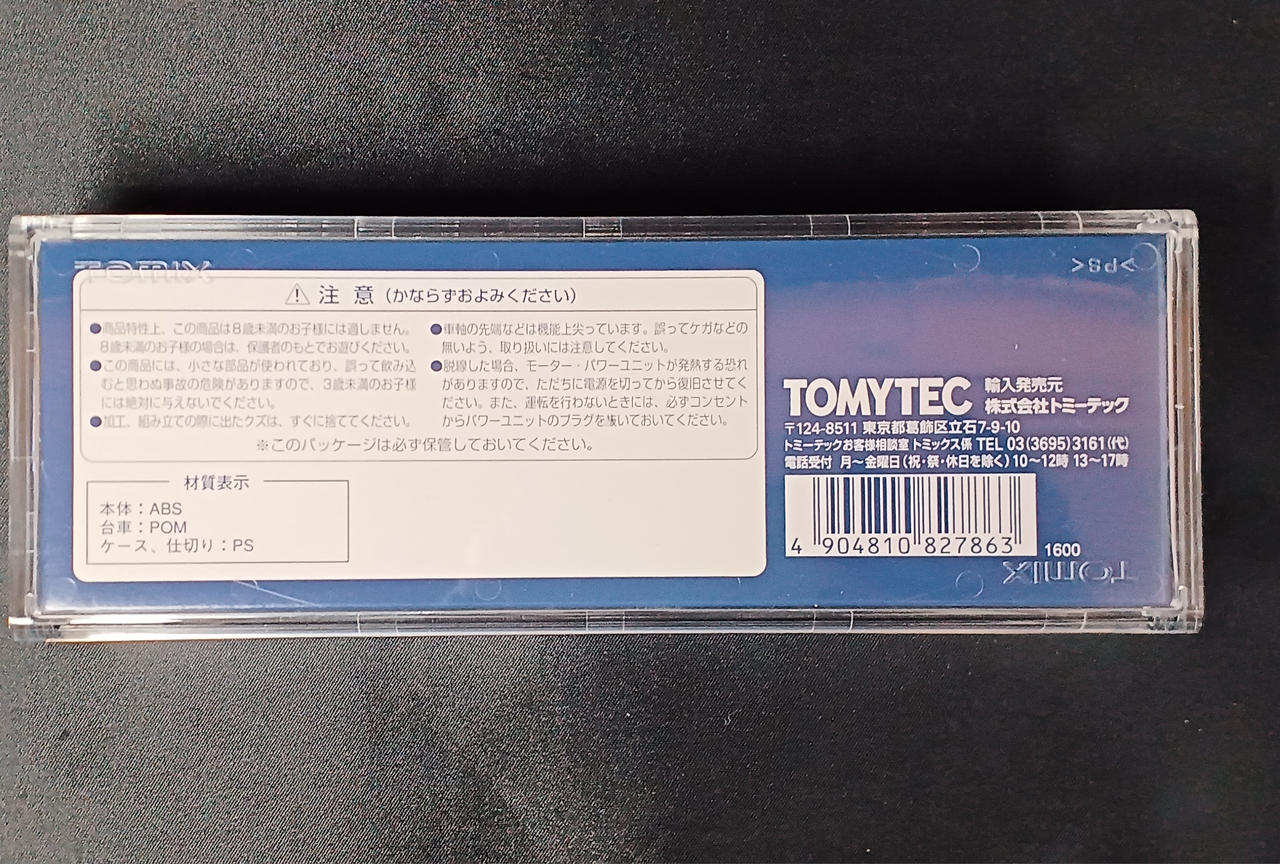 TOMIX
>PS<
⚠ 注 意 (かならずおよみください)
●商品特性上、この商品は8歳未満のお子様には適しません。
8歳未満のお子様の場合は、保護者のもとでお遊びください。
●この商品には、小さな部品が使われており、誤って飲み込
むと思わぬ事故の危険がありますので、3歳未満のお子様
には絶対に与えないでください。
●加工、組み立ての際に出たクズは、すぐに捨ててください。
●車軸の先端などは機能上尖っています。誤ってケガなどの
無いよう、取り扱いには注意してください。
●脱線した場合、モーター・パワーユニットが発熱する恐れ
がありますので、ただちに電源を切ってから復旧させてく
ださい。また、運転を行わないときには、必ずコンセント
からパワーユニットのプラグを抜いておいてください。
※このパッケージは必ず保管しておいてください。
材質表示
本体：ABS
台車：POM
ケース、仕切り：PS
TOMYTEC 輸入発売元
株式会社トミーテック
〒124-8511 東京都葛飾区立石7-9-10
トミーテックお客様相談室 トミックス係 TEL 03(3695)3161(代)
電話受付 月～金曜日(祝・祭・休日を除く)10～12時 13～17時
4 904810 827863
1600
TOMIX